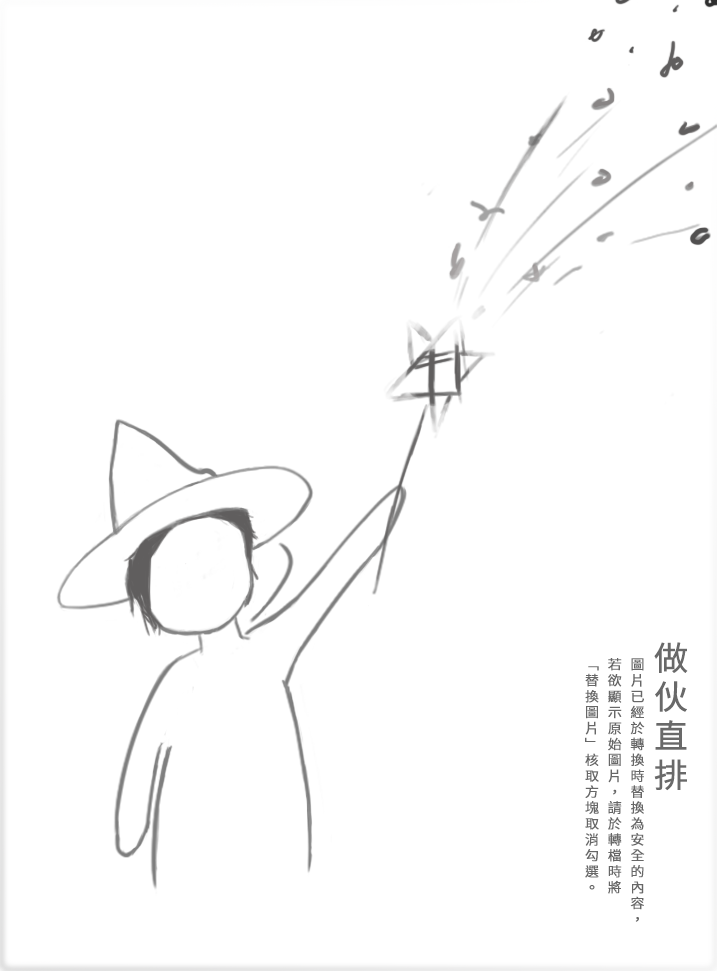 做伙直排
圖片已經於轉換時替換為安全的內容，
若欲顯示原始圖片，請於轉檔時將
「替換圖片」核取方塊取消勾選。